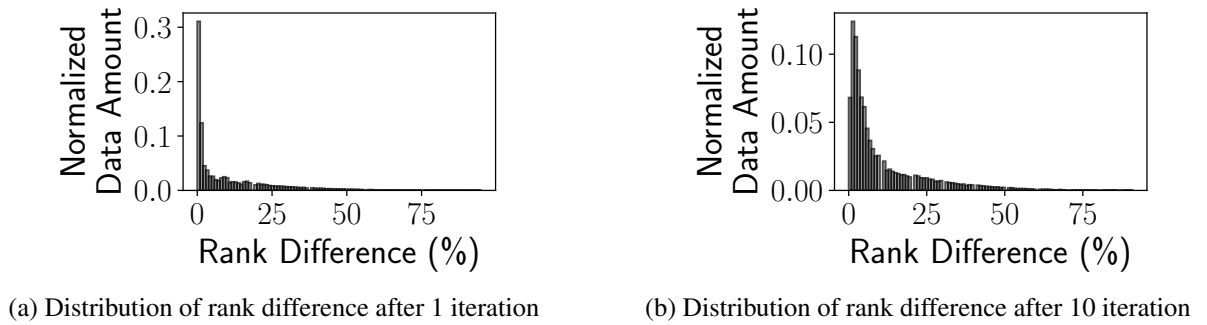 Normalized
Data Amount
0.3
0.2
0.1
0.0
0
25
50
75
Rank Difference (%)
(a) Distribution of rank difference after 1 iteration
Normalized
Data Amount
0.10
0.05
0.00
0
25
50
75
Rank Difference (%)
(b) Distribution of rank difference after 10 iteration